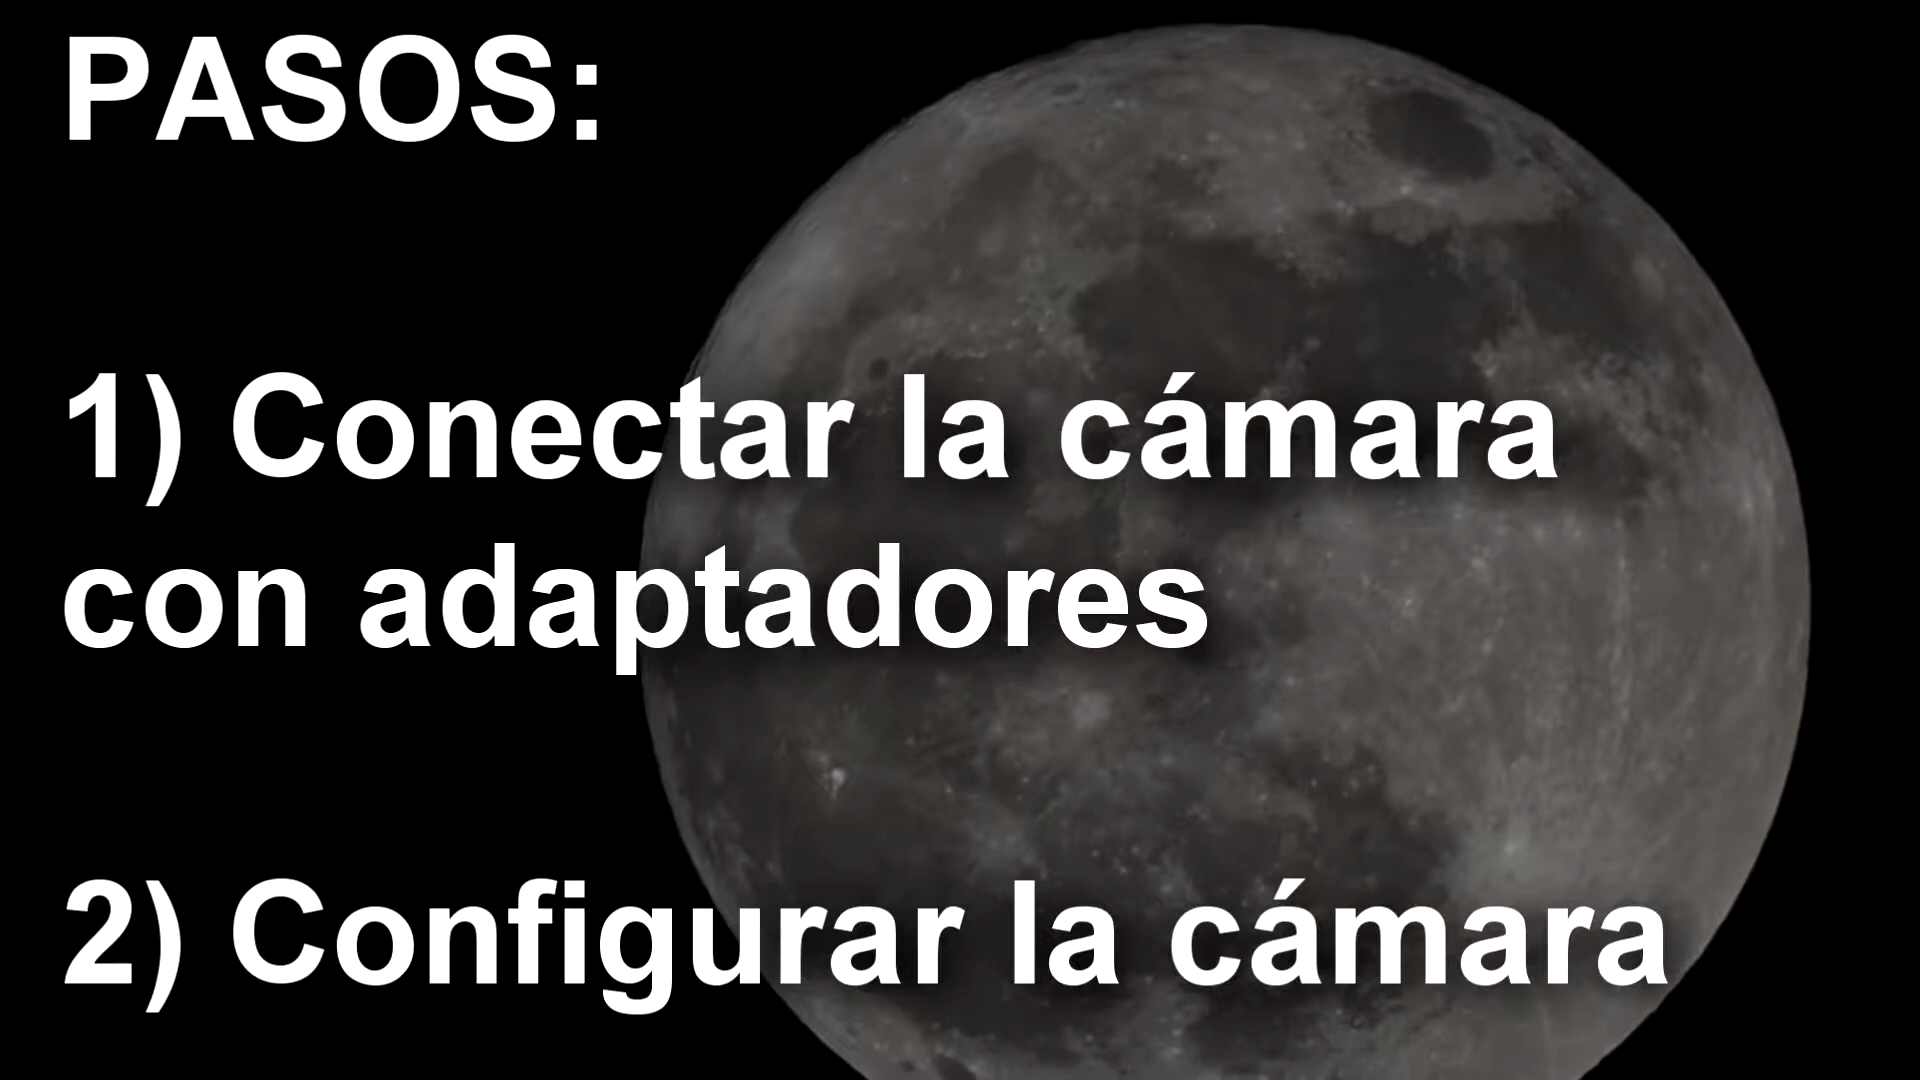 PASOS:
1) Conectar la cámara
con adaptadores
2) Configurar la cámara